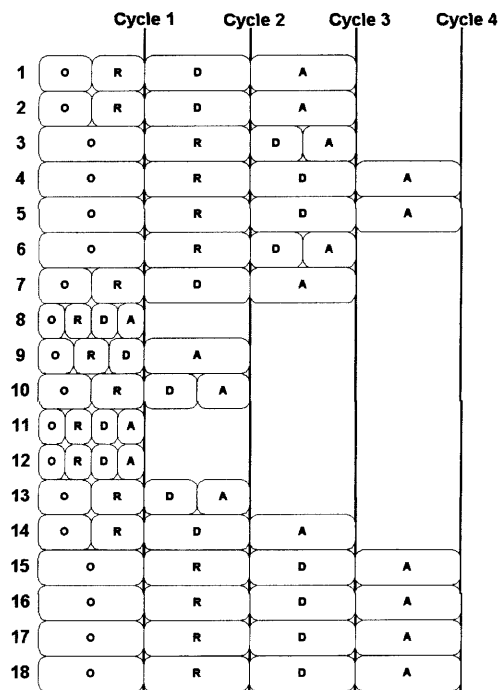 Cycle 1 Cycle 2 Cycle 3 Cycle 4
1 O R D A
2 O R D A
3 O R D A
4 O R D A
5 O R D A
6 O R D A
7 O R D A
8 O R D A
9 O R D A
10 O R D A
11 O R D A
12 O R D A
13 O R D A
14 O R D A
15 O R D A
16 O R D A
17 O R D A
18 O R D A